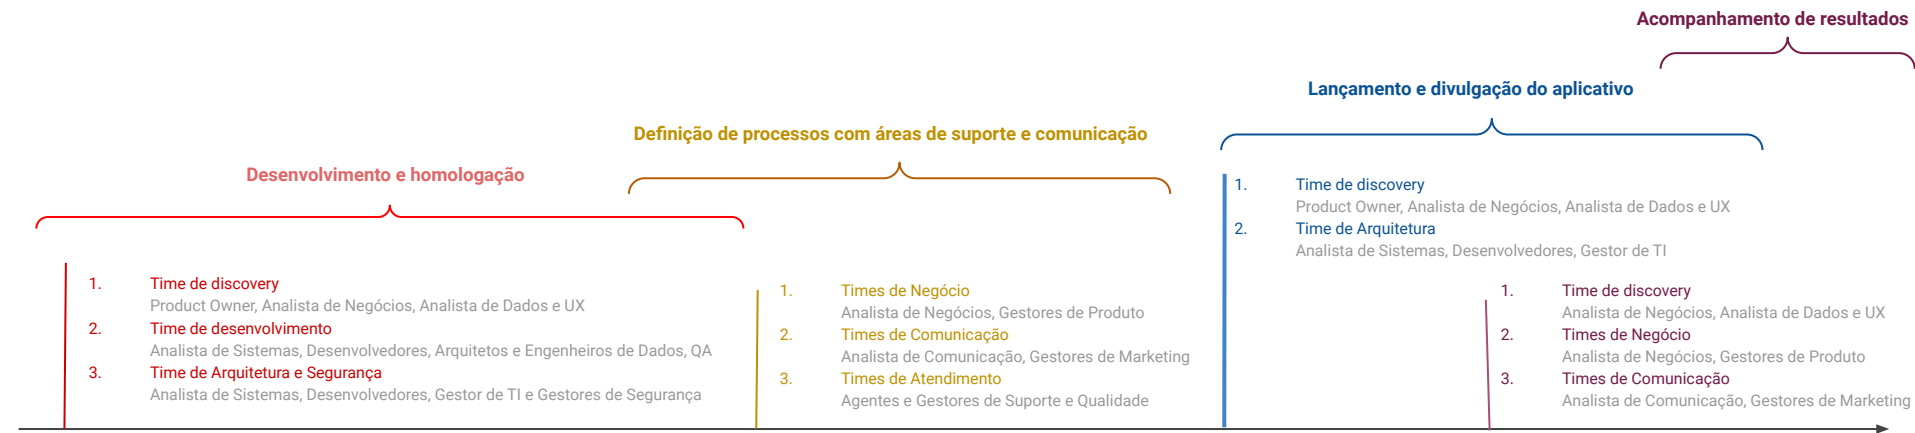 Acompanhamento de resultados
Lançamento e divulgação do aplicativo
Definição de processos com áreas de suporte e comunicação
Desenvolvimento e homologação
1. Time de discovery
Product Owner, Analista de Negócios, Analista de Dados e UX
2. Time de desenvolvimento
Analista de Sistemas, Desenvolvedores, Arquitetos e Engenheiros de Dados, QA
3. Time de Arquitetura e Segurança
Analista de Sistemas, Desenvolvedores, Gestor de TI e Gestores de Segurança
1. Times de Negócio
Analista de Negócios, Gestores de Produto
2. Times de Comunicação
Analista de Comunicação, Gestores de Marketing
3. Times de Atendimento
Agentes e Gestores de Suporte e Qualidade
1. Time de discovery
Product Owner, Analista de Negócios, Analista de Dados e UX
2. Time de Arquitetura
Analista de Sistemas, Desenvolvedores, Gestor de TI
1. Time de discovery
Analista de Negócios, Analista de Dados e UX
2. Times de Negócio
Analista de Negócios, Gestores de Produto
3. Times de Comunicação
Analista de Comunicação, Gestores de Marketing